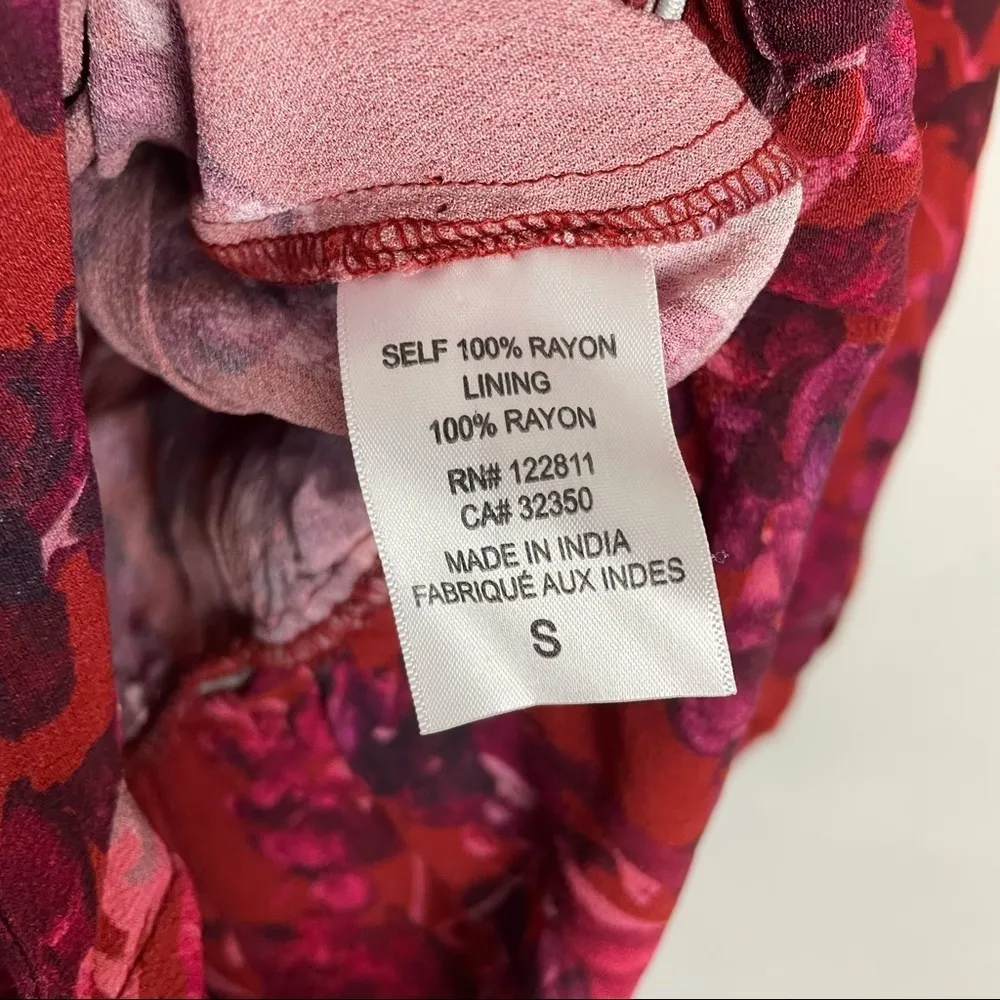 SELF 100% RAYON
LINING
100% RAYON
RN# 122811
CA# 32350
MADE IN INDIA
FABRIQUÉ AUX INDES
S